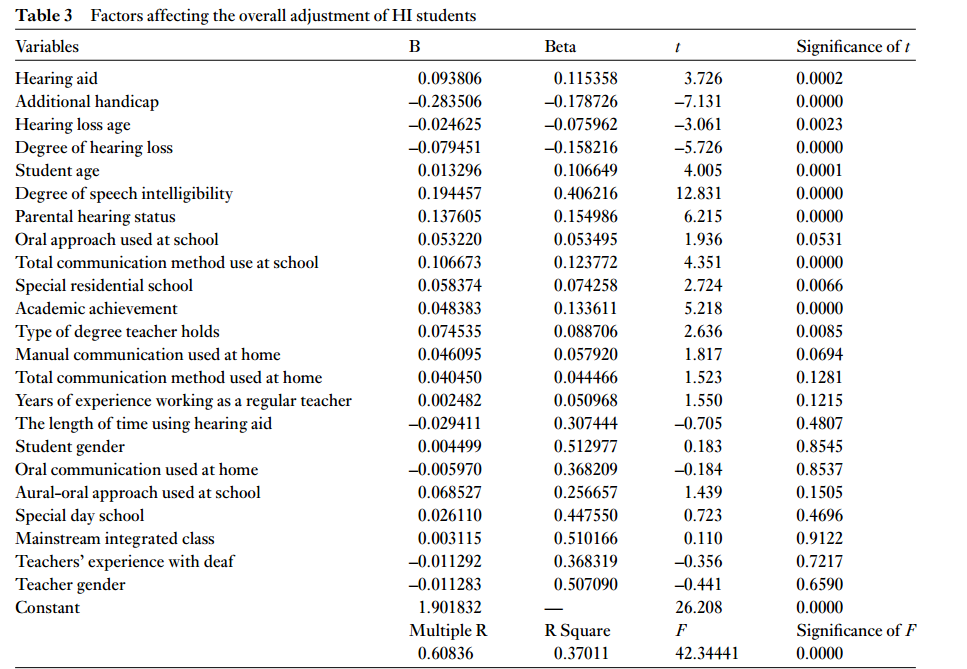 Table 3 Factors affecting the overall adjustment of HI students
Variables B Beta t Significance of t
Hearing aid 0.093806 0.115358 3.726 0.0002
Additional handicap –0.283506 –0.178726 –7.131 0.0000
Hearing loss age –0.024625 –0.075962 –3.061 0.0023
Degree of hearing loss –0.079451 –0.158216 –5.726 0.0000
Student age 0.013296 0.106649 4.005 0.0001
Degree of speech intelligibility 0.194457 0.406216 12.831 0.0000
Parental hearing status 0.137605 0.154986 6.215 0.0000
Oral approach used at school 0.053220 0.053495 1.936 0.0531
Total communication method use at school 0.106673 0.123772 4.351 0.0000
Special residential school 0.058374 0.074258 2.724 0.0066
Academic achievement 0.048383 0.133611 5.218 0.0000
Type of degree teacher holds 0.074535 0.088706 2.636 0.0085
Manual communication used at home 0.046095 0.057920 1.817 0.0694
Total communication method used at home 0.040450 0.044466 1.523 0.1281
Years of experience working as a regular teacher 0.002482 0.050968 1.550 0.1215
The length of time using hearing aid –0.029411 0.307444 –0.705 0.4807
Student gender 0.004499 0.512977 0.183 0.8545
Oral communication used at home –0.005970 0.368209 –0.184 0.8537
Aural-oral approach used at school 0.068527 0.256657 1.439 0.1505
Special day school 0.026110 0.447550 0.723 0.4696
Mainstream integrated class 0.003115 0.510166 0.110 0.9122
Teachers' experience with deaf –0.011292 0.368319 –0.356 0.7217
Teacher gender –0.011283 0.507090 –0.441 0.6590
Constant 1.901832 — 26.208 0.0000
Multiple R R Square F Significance of F
0.60836 0.37011 42.34441 0.0000